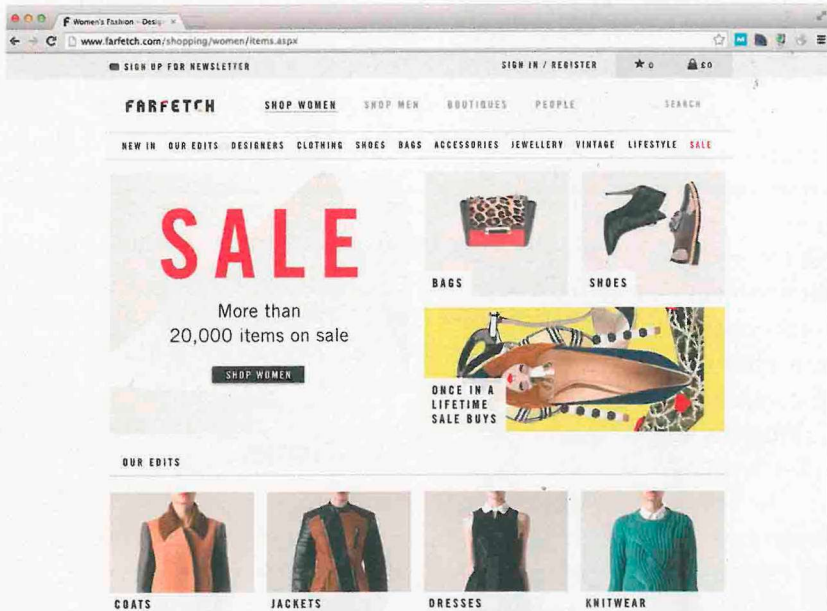 Women's Fashion - Desig
www.farfetch.com/shopping/women/items.aspx
SIGN UP FOR NEWSLETTER
SIGN IN / REGISTER
0
£0
FARFETCH
SHOP WOMEN
SHOP MEN
BOUTIQUES
PEOPLE
SEARCH
NEW IN OUR EDITS DESIGNERS CLOTHING SHOES BAGS ACCESSORIES JEWELLERY VINTAGE LIFESTYLE SALE
SALE
More than
20,000 items on sale
SHOP WOMEN
BAGS
SHOES
ONCE IN A
LIFETIME
SALE BUYS
OUR EDITS
COATS
JACKETS
DRESSES
KNITWEAR